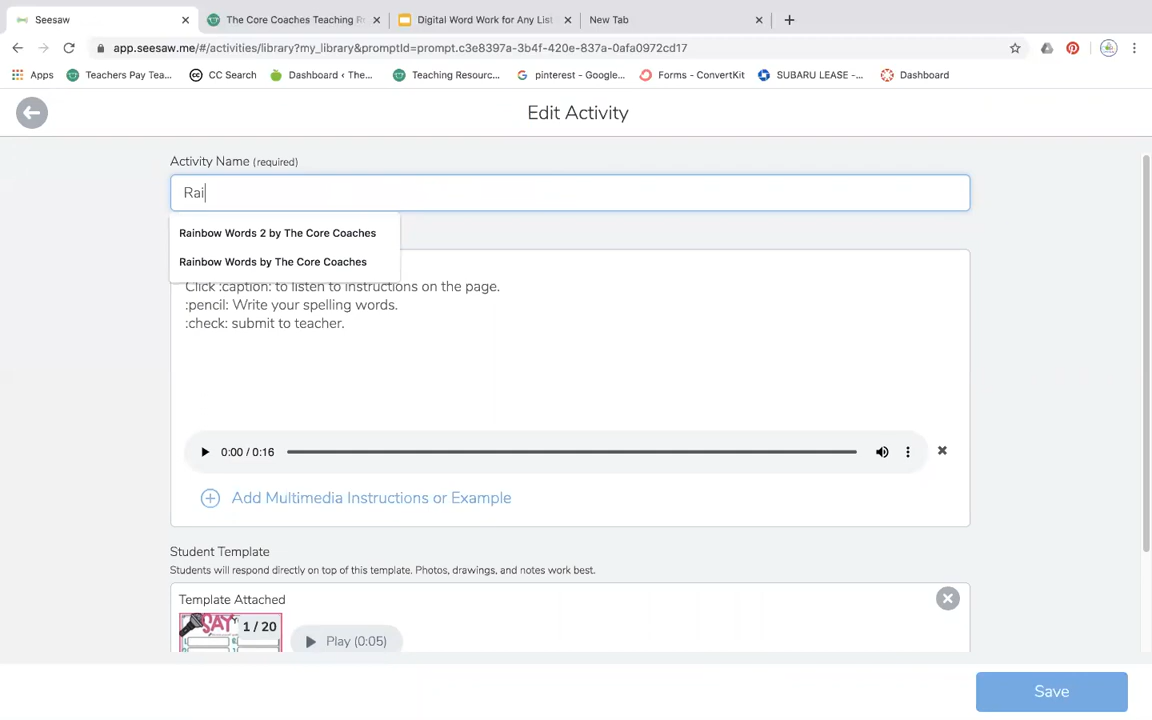 Seesaw
The Core Coaches Teaching R
Digital Word Work for Any List
New Tab
app.seesaw.me/#/activities/library?my_library&promptId=prompt.c3e8397a-3b4f-420e-837a-0afa0972cd17
Apps
Teachers Pay Tea...
CC Search
Dashboard ‹ The...
Teaching Resourc...
pinterest - Google...
Forms - ConvertKit
SUBARU LEASE -...
Dashboard
Edit Activity
Activity Name (required)
Rai
Rainbow Words 2 by The Core Coaches
Rainbow Words by The Core Coaches
Click :caption: to listen to instructions on the page.
:pencil: Write your spelling words.
:check: submit to teacher.
0:00 / 0:16
Add Multimedia Instructions or Example
Student Template
Students will respond directly on top of this template. Photos, drawings, and notes work best.
Template Attached
SAY
1 / 20
Play (0:05)
Save